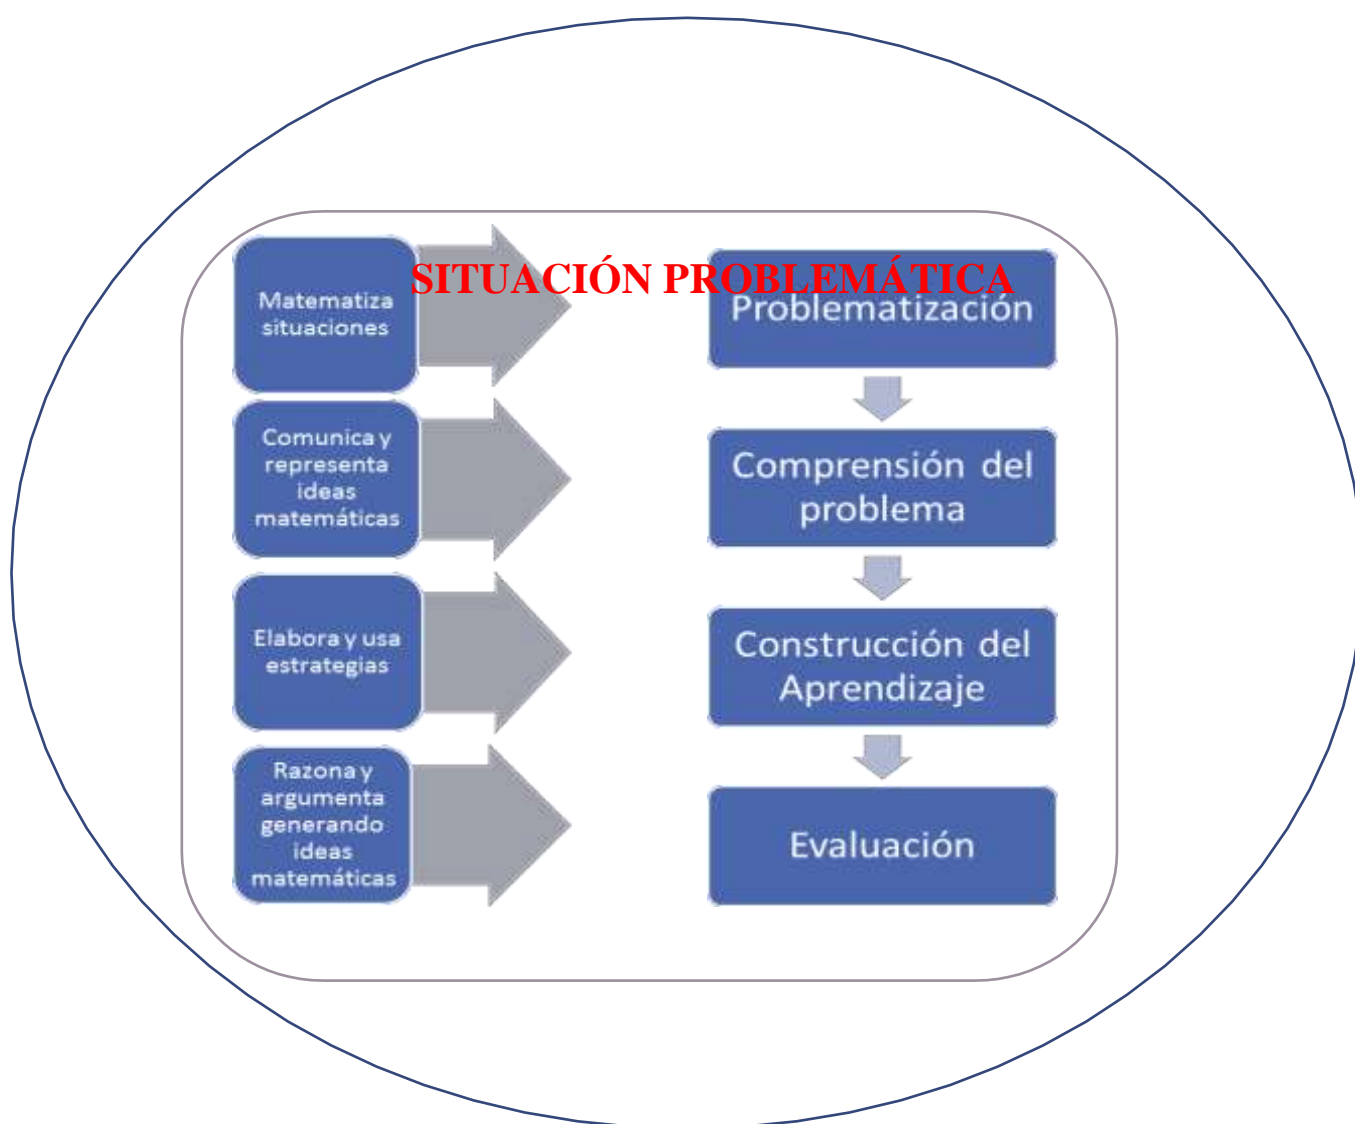 SITUACIÓN PROBLEMÁTICA
Matematiza
situaciones
Comunica y
representa
ideas
matemáticas
Elabora y usa
estrategias
Razona y
argumenta
generando
ideas
matemáticas
Problematización
Comprensión del
problema
Construcción del
Aprendizaje
Evaluación